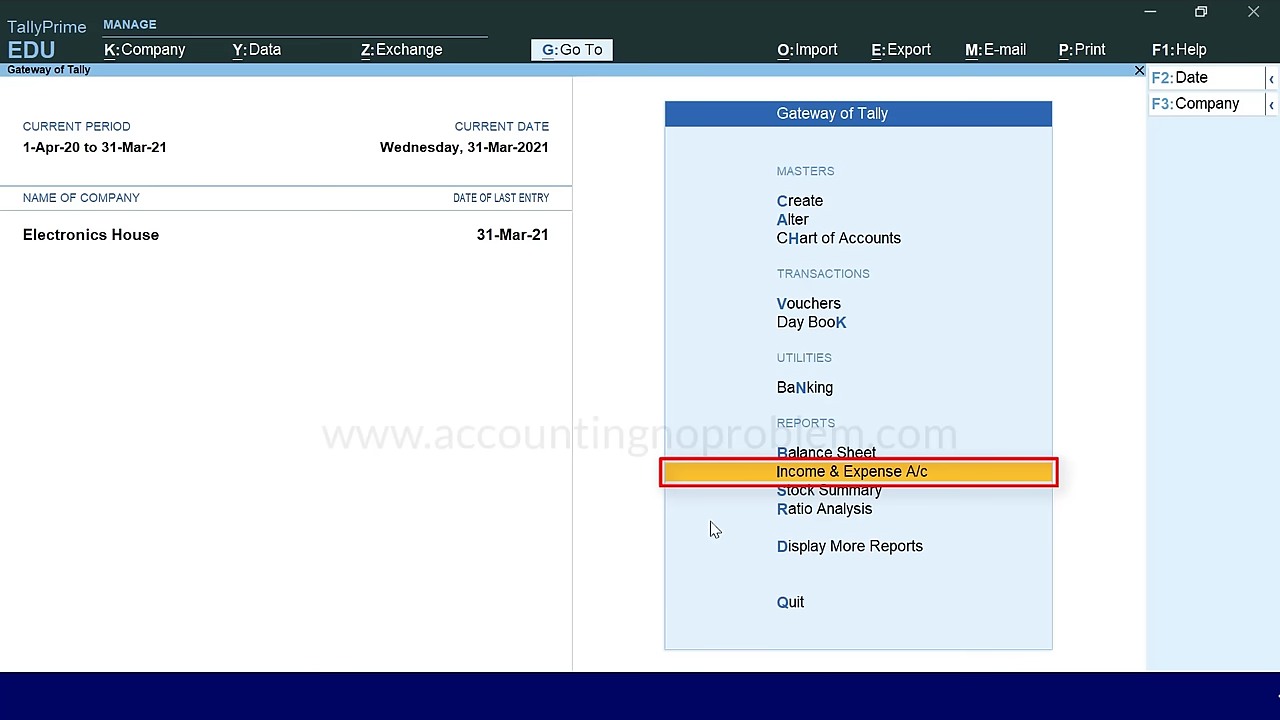 TallyPrime
EDU
MANAGE
K:Company Y:Data Z:Exchange G:Go To O:Import E:Export M:E-mail P:Print F1:Help
Gateway of Tally
F2:Date
F3:Company
CURRENT PERIOD CURRENT DATE
1-Apr-20 to 31-Mar-21 Wednesday, 31-Mar-2021
NAME OF COMPANY DATE OF LAST ENTRY
Electronics House 31-Mar-21
Gateway of Tally
MASTERS
Create
Alter
CHart of Accounts
TRANSACTIONS
Vouchers
Day BooK
UTILITIES
BaNking
REPORTS
Balance Sheet
Income & Expense A/c
Stock Summary
Ratio Analysis
Display More Reports
Quit
www.accountingnoproblem.com